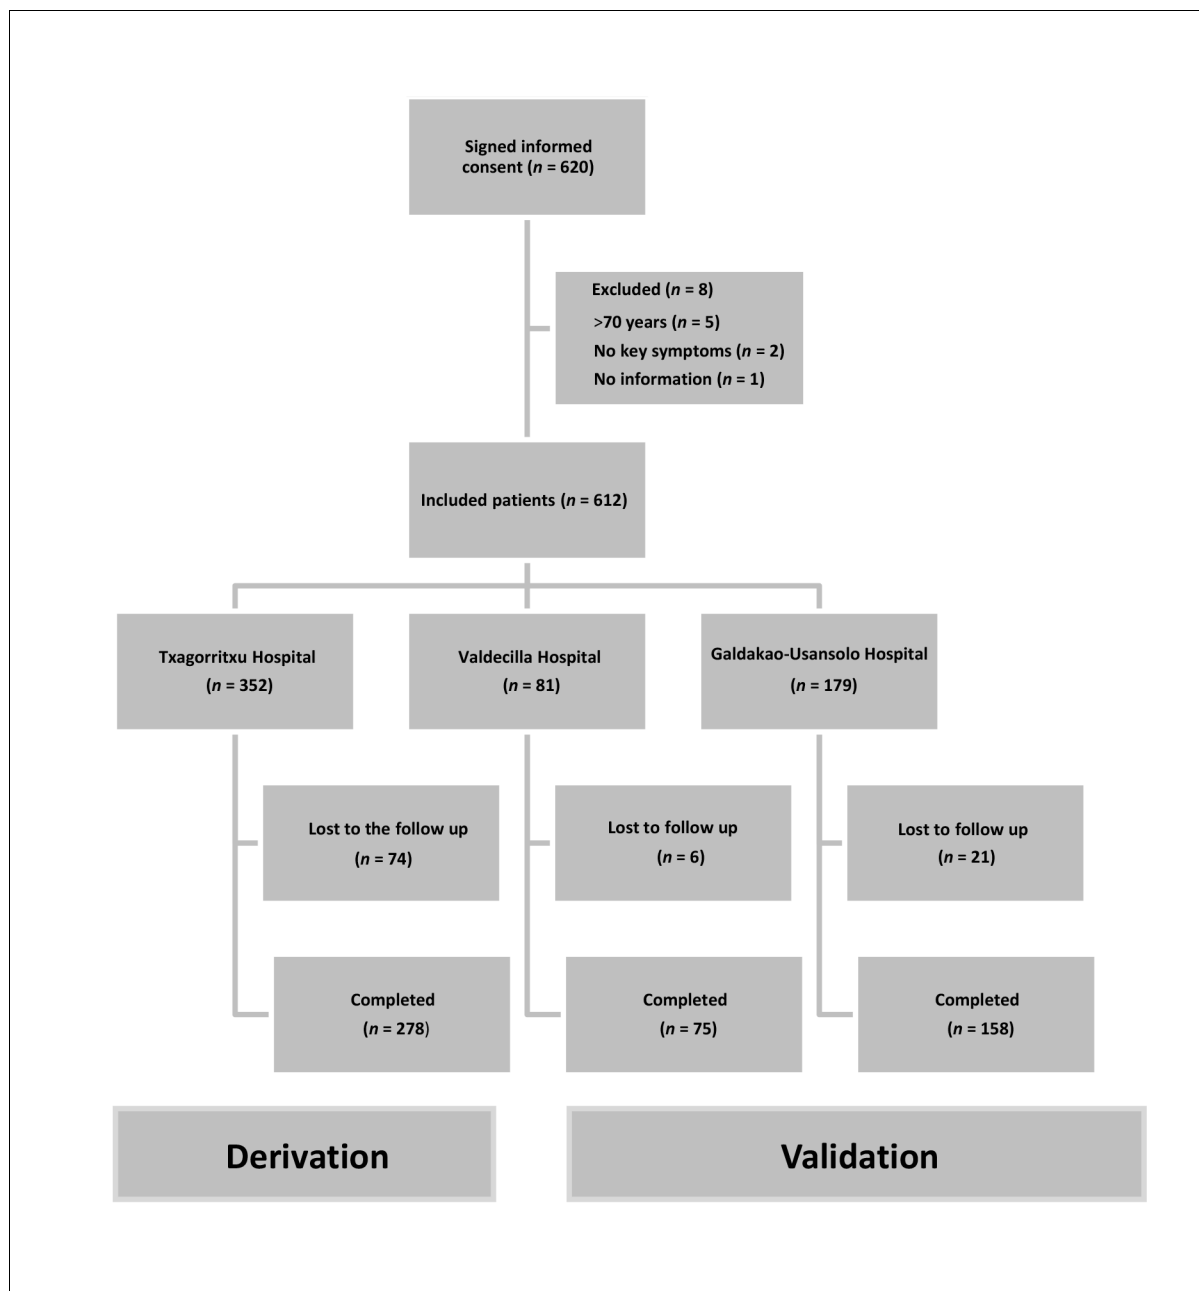 Signed informed
consent (n = 620)
Excluded (n = 8)
>70 years (n = 5)
No key symptoms (n = 2)
No information (n = 1)
Included patients (n = 612)
Txagorritxu Hospital
(n = 352)
Valdecilla Hospital
(n = 81)
Galdakao-Usansolo Hospital
(n = 179)
Lost to the follow up
(n = 74)
Lost to follow up
(n = 6)
Lost to follow up
(n = 21)
Completed
(n = 278)
Completed
(n = 75)
Completed
(n = 158)
Derivation
Validation